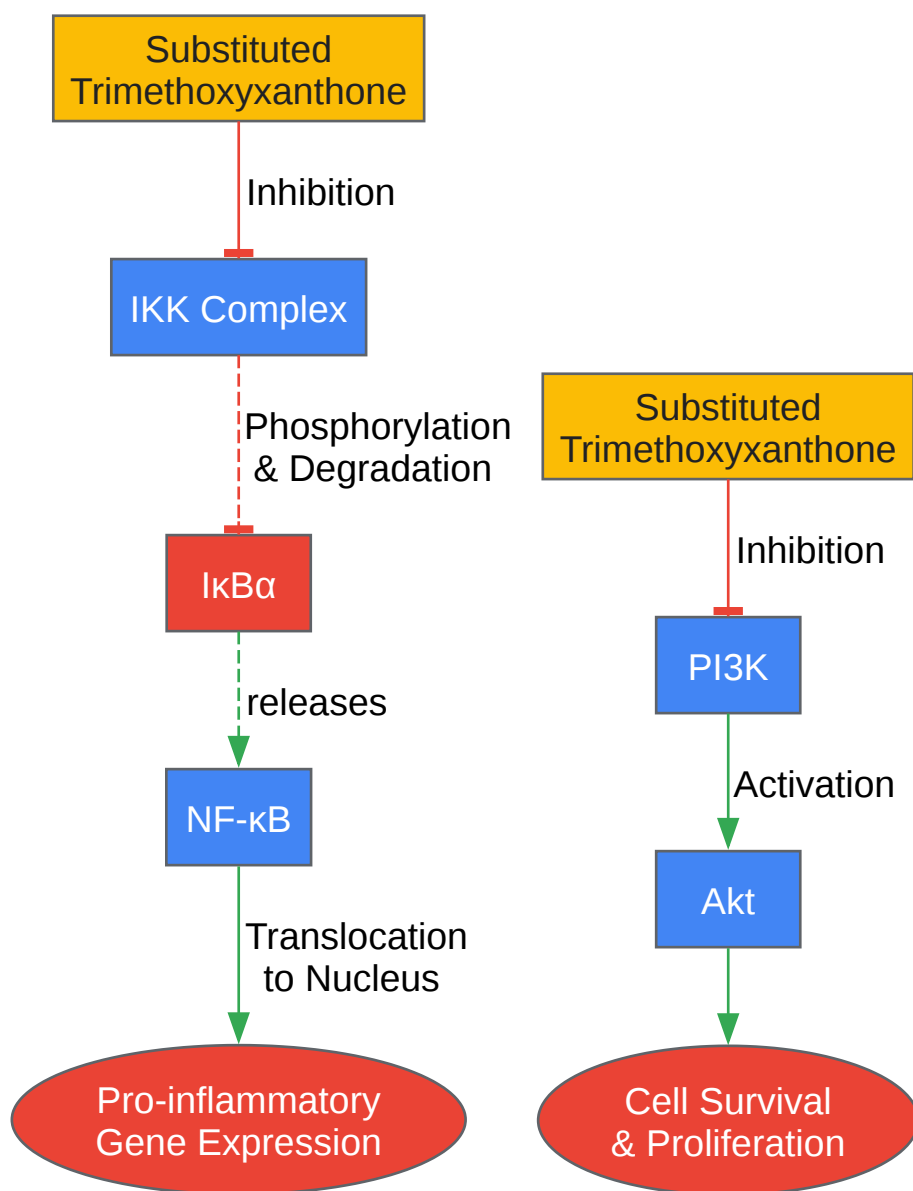 Substituted
Trimethoxyxanthone
Inhibition
IKK Complex
Phosphorylation
& Degradation
IκBα
releases
NF-κB
Translocation
to Nucleus
Pro-inflammatory
Gene Expression
Substituted
Trimethoxyxanthone
Inhibition
PI3K
Activation
Akt
Cell Survival
& Proliferation